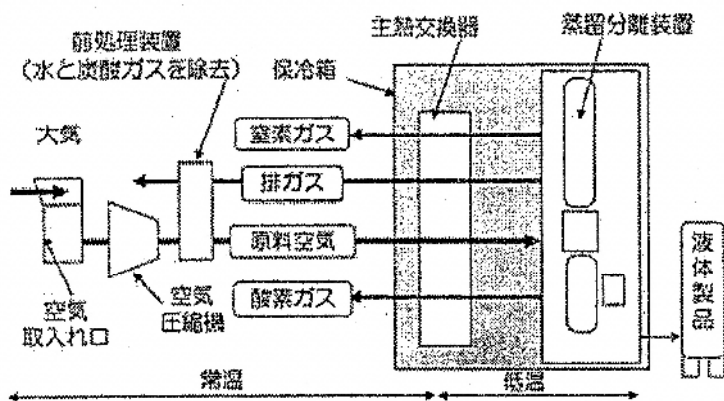 主熱交換器
蒸留分離装置
前処理装置
(水と炭酸ガスを除去)
保冷箱
大気
窒素ガス
排ガス
原料空気
酸素ガス
空気
取入れ口
空気
圧縮機
液体製品
常温
低温